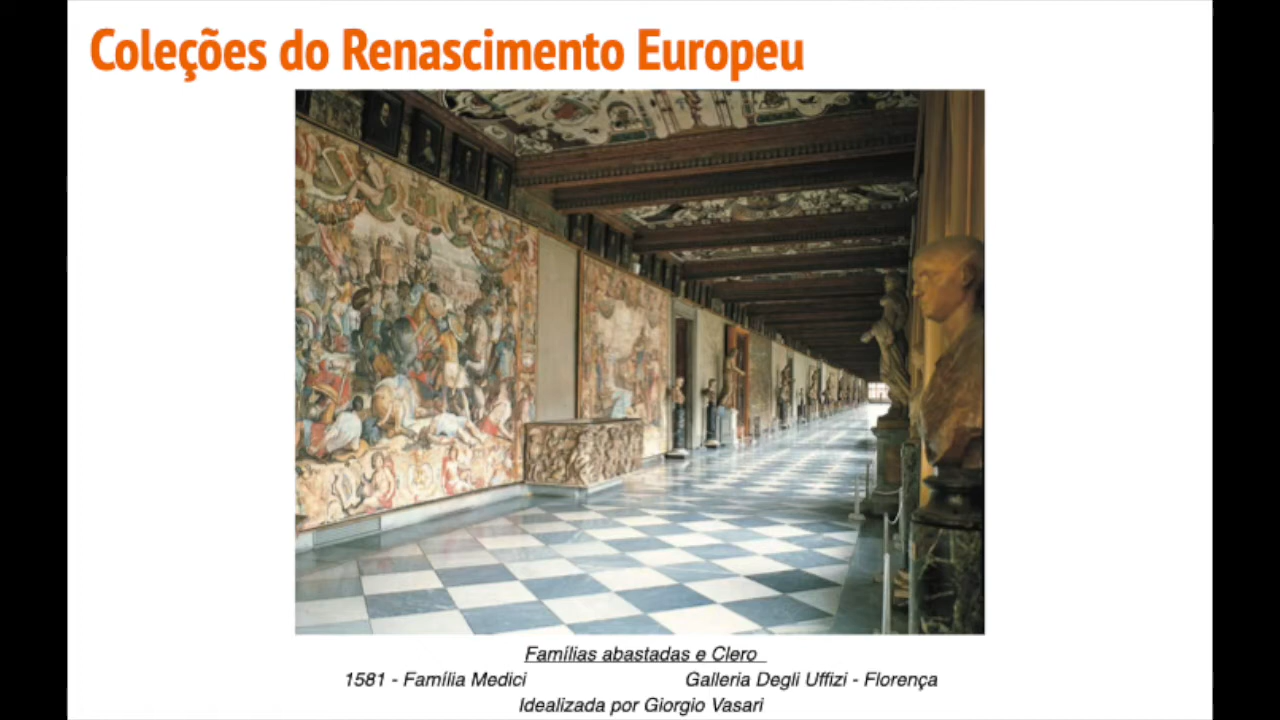 Coleções do Renascimento Europeu
Famílias abastadas e Clero
1581 - Família Medici Galleria Degli Uffizi - Florença
Idealizada por Giorgio Vasari